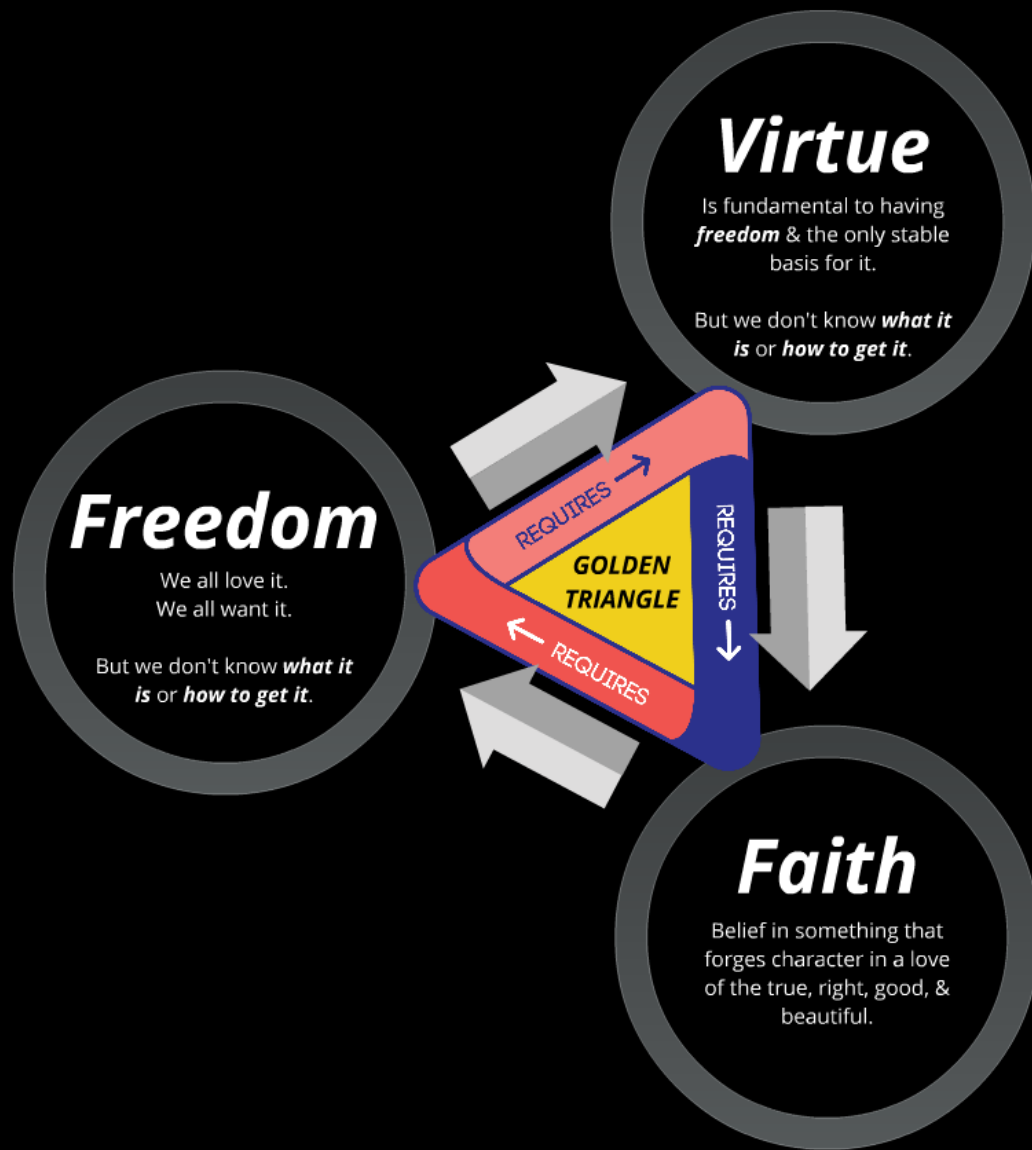 Virtue
Is fundamental to having
freedom & the only stable
basis for it.
But we don't know what it
is or how to get it.
Freedom
We all love it.
We all want it.
But we don't know what it
is or how to get it.
REQUIRES →
REQUIRES →
← REQUIRES
GOLDEN
TRIANGLE
Faith
Belief in something that
forges character in a love
of the true, right, good, &
beautiful.